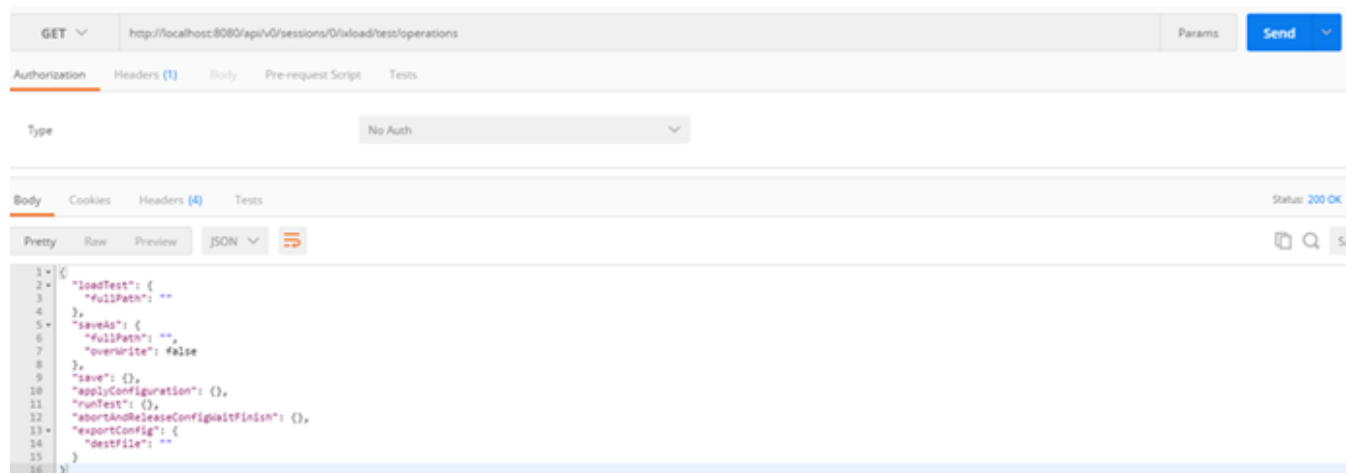 GET http://localhost:8080/api/v0/sessions/0/ixload/test/operations Params Send
Authorization Headers (1) Body Pre-request Script Tests
Type No Auth
Body Cookies Headers (4) Tests Status: 200 OK
Pretty Raw Preview JSON
1 {
2 "loadTest": {
3 "fullPath": ""
4 },
5 "saveAs": {
6 "fullPath": "",
7 "overWrite": false
8 },
9 "save": {},
10 "applyConfiguration": {},
11 "runTest": {},
12 "abortAndReleaseConfigWaitFinish": {},
13 "exportConfig": {
14 "destFile": ""
15 }
16 }